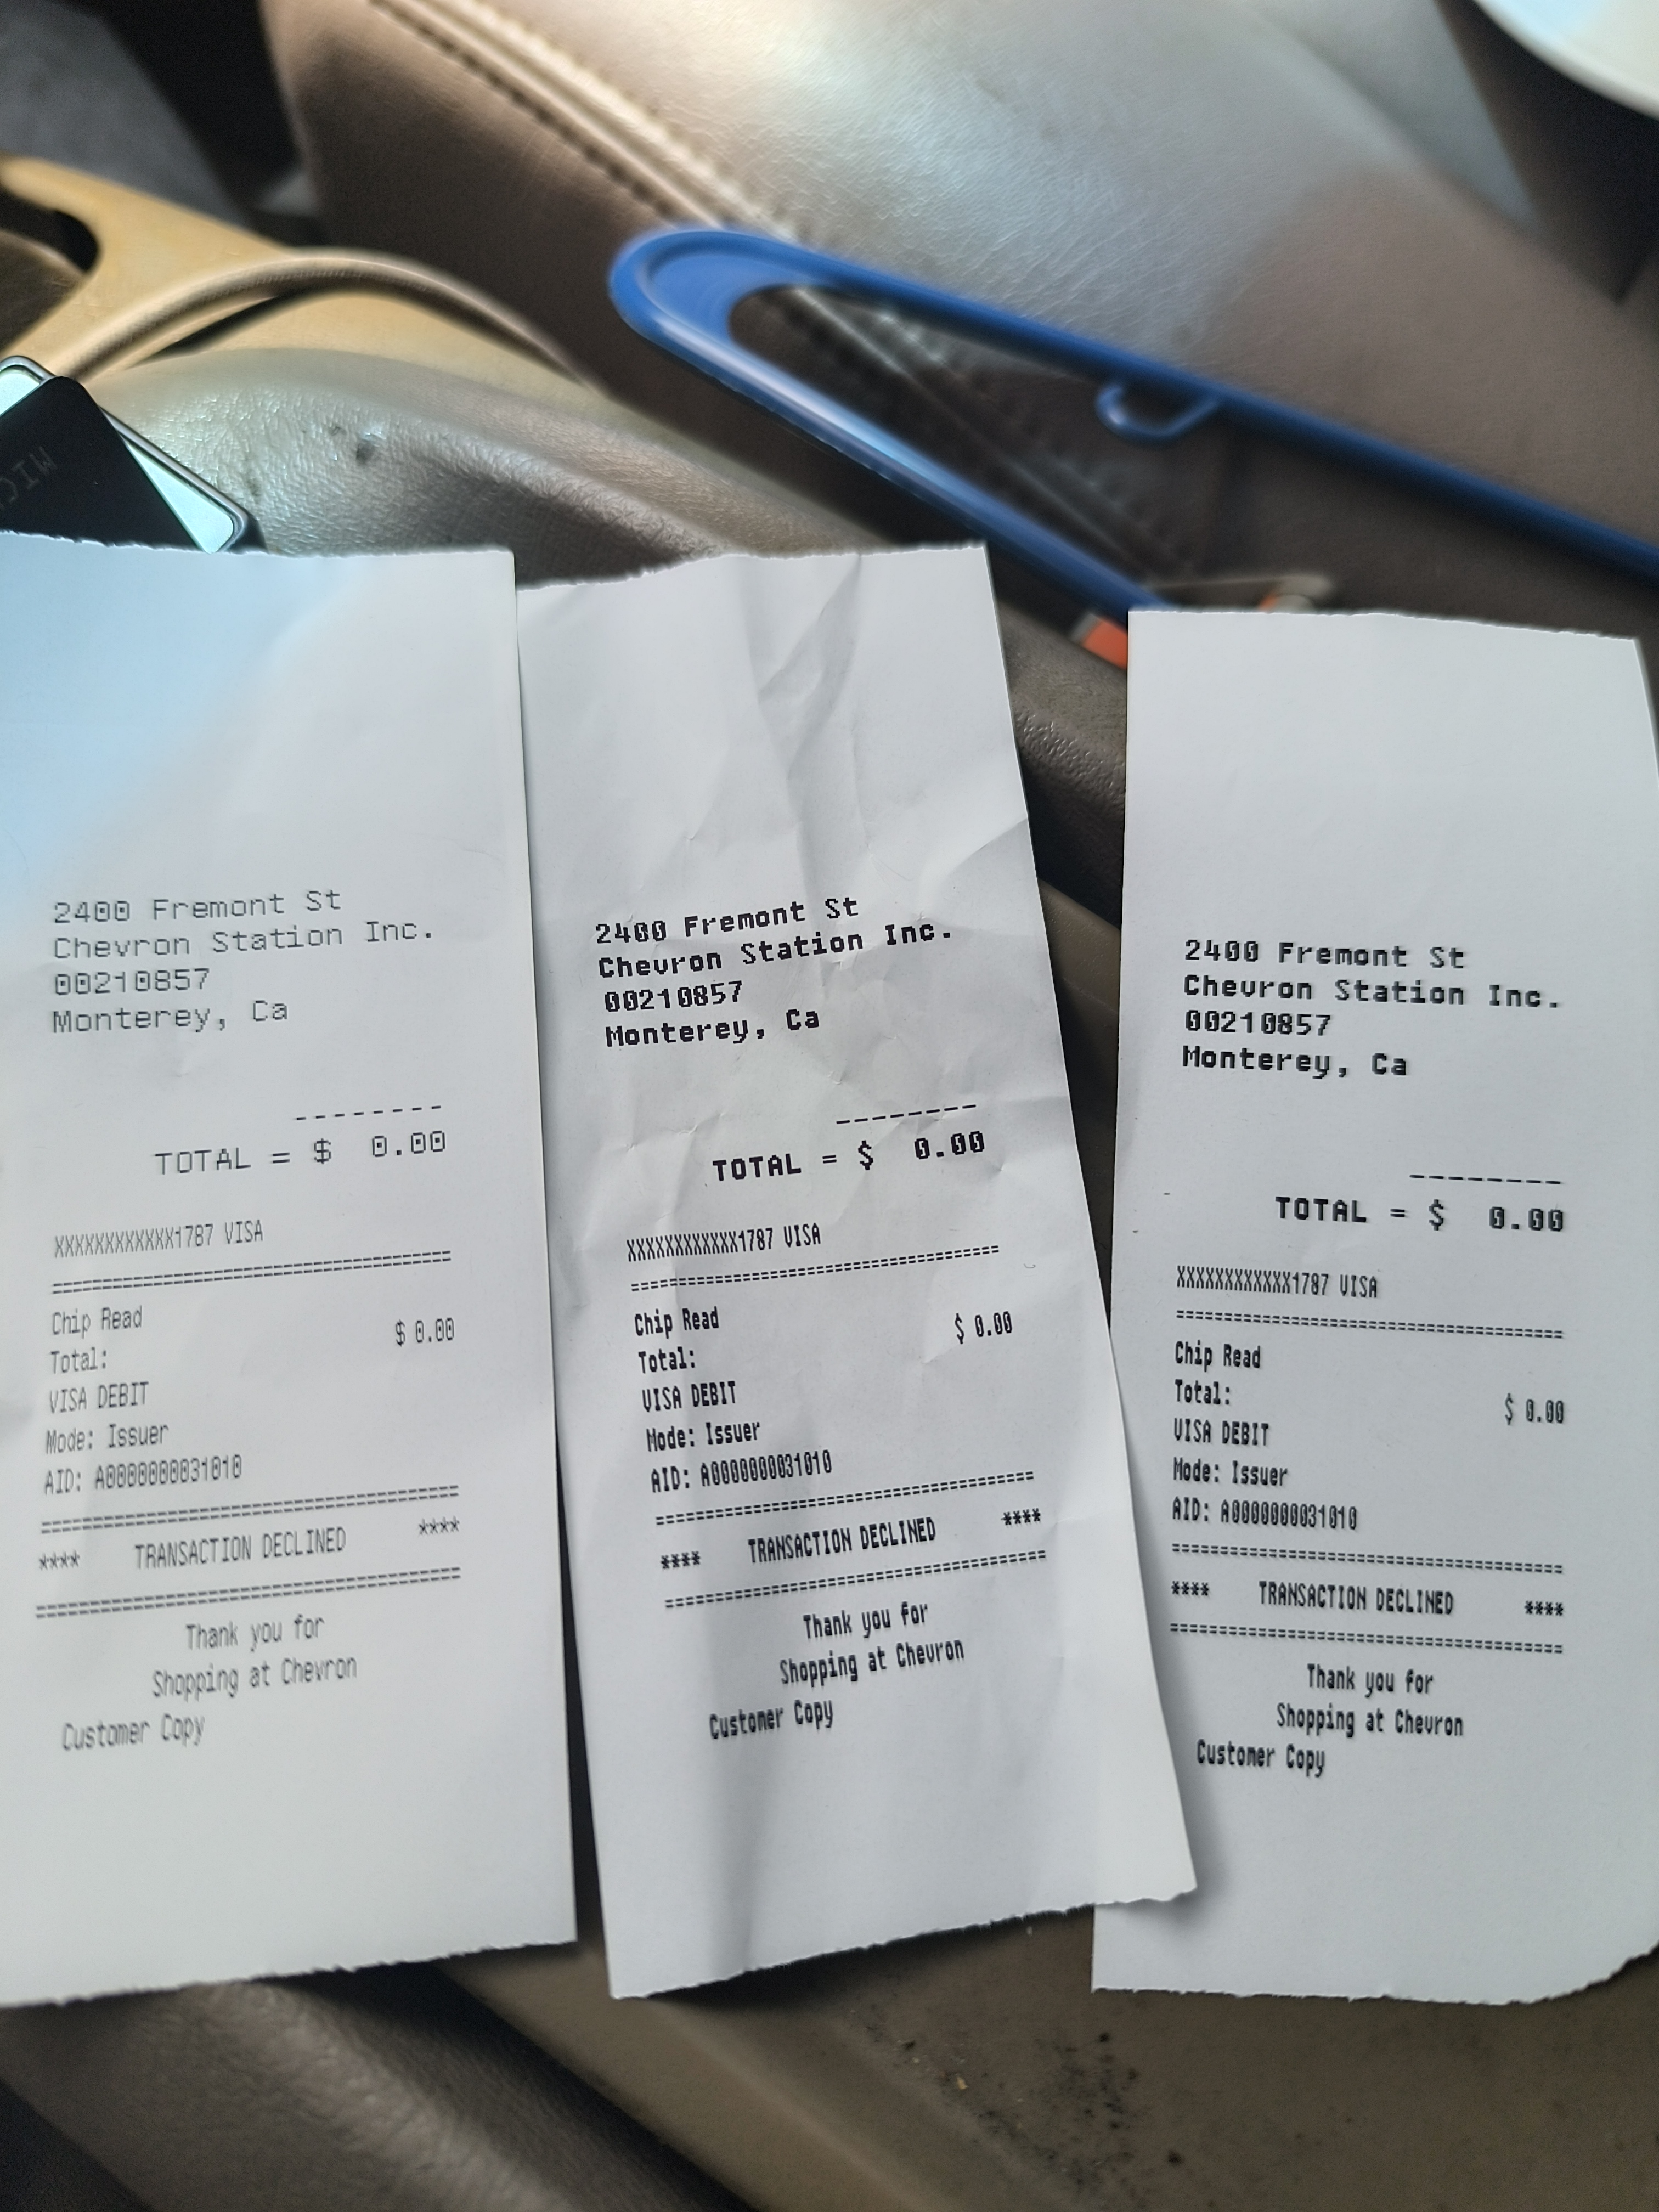 MIC
2400 Fremont St
Chevron Station Inc.
00210857
Monterey, Ca
--------
TOTAL = $ 0.00
XXXXXXXXXXXX1787 VISA
========================================
Chip Read
Total: $ 0.00
VISA DEBIT
Mode: Issuer
AID: A0000000031010
========================================
**** TRANSACTION DECLINED ****
========================================
Thank you for
Shopping at Chevron
Customer Copy
2400 Fremont St
Chevron Station Inc.
00210857
Monterey, Ca
--------
TOTAL = $ 0.00
XXXXXXXXXXXX1787 VISA
========================================
Chip Read
Total: $ 0.00
VISA DEBIT
Mode: Issuer
AID: A0000000031010
========================================
**** TRANSACTION DECLINED ****
========================================
Thank you for
Shopping at Chevron
Customer Copy
2400 Fremont St
Chevron Station Inc.
00210857
Monterey, Ca
--------
TOTAL = $ 0.00
XXXXXXXXXXXX1787 VISA
========================================
Chip Read
Total: $ 0.00
VISA DEBIT
Mode: Issuer
AID: A0000000031010
========================================
**** TRANSACTION DECLINED ****
========================================
Thank you for
Shopping at Chevron
Customer Copy